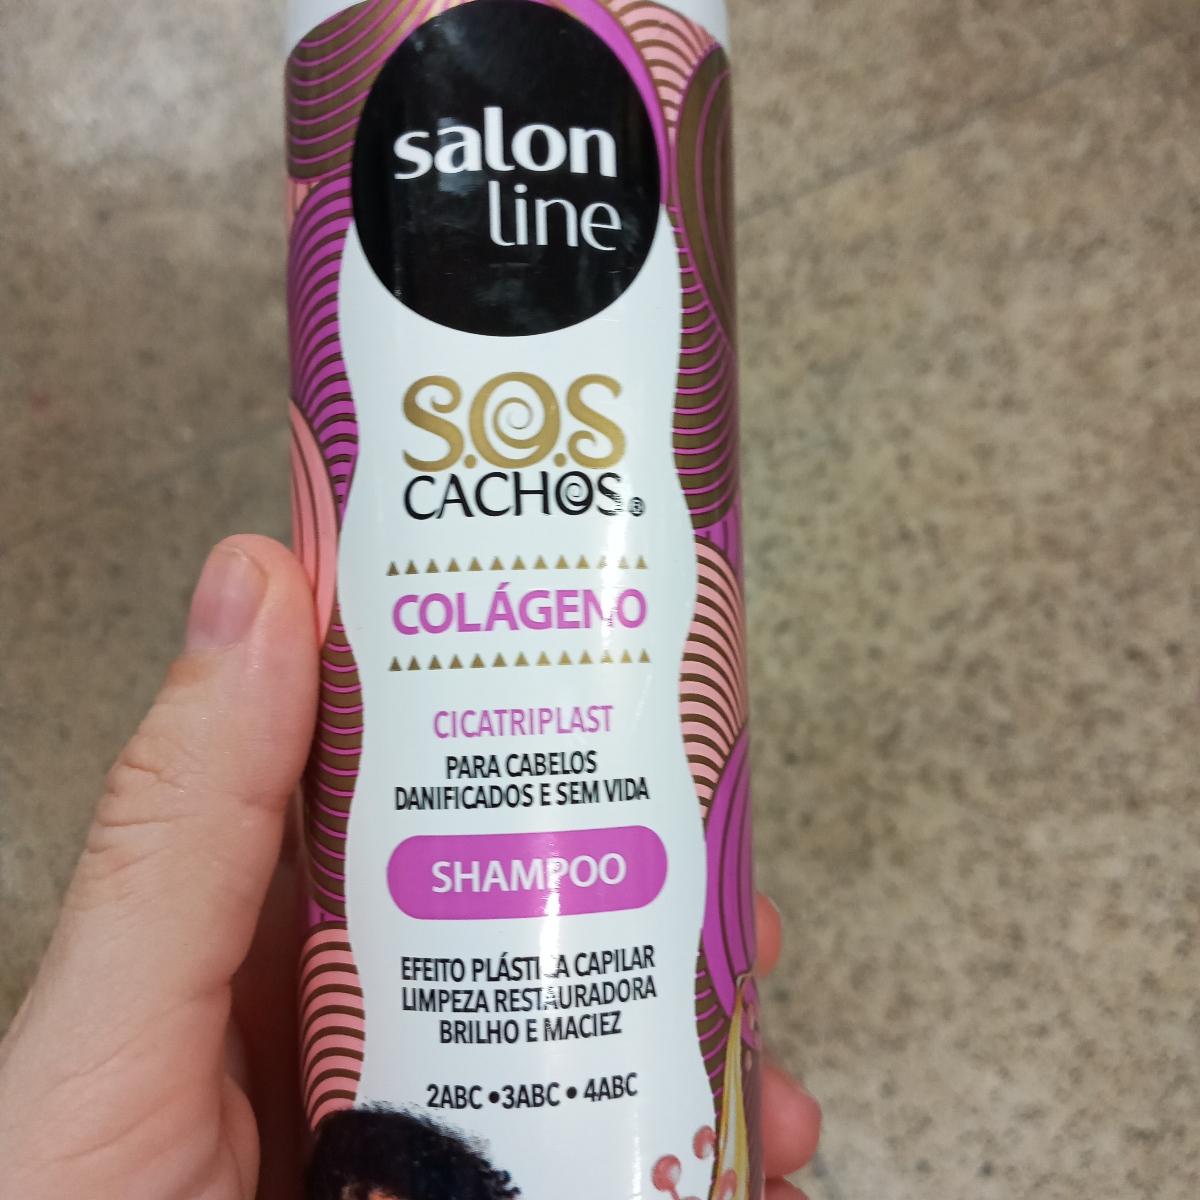 salon
line
S.O.S
CACHOS®
COLÁGENO
CICATRIPLAST
PARA CABELOS
DANIFICADOS E SEM VIDA
SHAMPOO
EFEITO PLÁSTICA CAPILAR
LIMPEZA RESTAURADORA
BRILHO E MACIEZ
2ABC • 3ABC • 4ABC